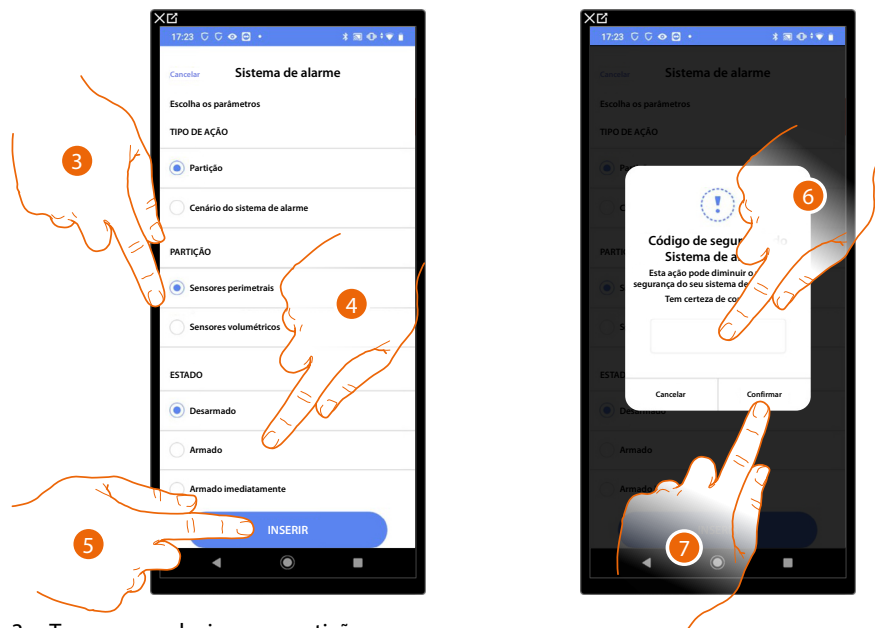 17:23
Cancelar Sistema de alarme
Escolha os parâmetros
TIPO DE AÇÃO
Partição
Cenário do sistema de alarme
PARTIÇÃO
Sensores perimetrais
Sensores volumétricos
ESTADO
Desarmado
Armado
Armado imediatamente
INSERIR
3
4
5
17:23
Cancelar Sistema de alarme
Escolha os parâmetros
TIPO DE AÇÃO
Código de
Sistema de
Esta ação pode diminuir
segurança do seu sistema
Tem certeza de
Cancelar Confirmar
Desarmado
Armado
6
7